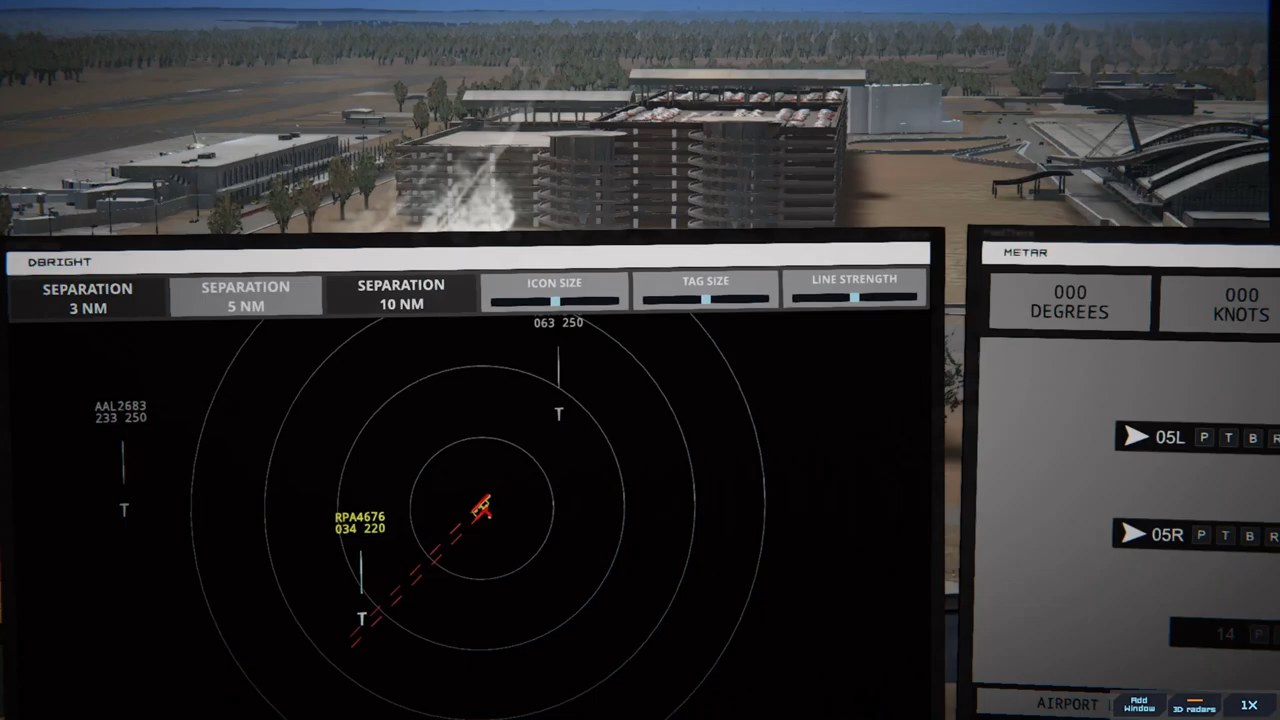 DBRIGHT
SEPARATION
3 NM
SEPARATION
5 NM
SEPARATION
10 NM
ICON SIZE
TAG SIZE
LINE STRENGTH
063 250
T
AAL2683
233 250
T
RPA4676
034 220
T
METAR
000
DEGREES
000
KNOTS
05L P T B R
05R P T B R
14 P
AIRPORT
Add
Window
3D radars
1X